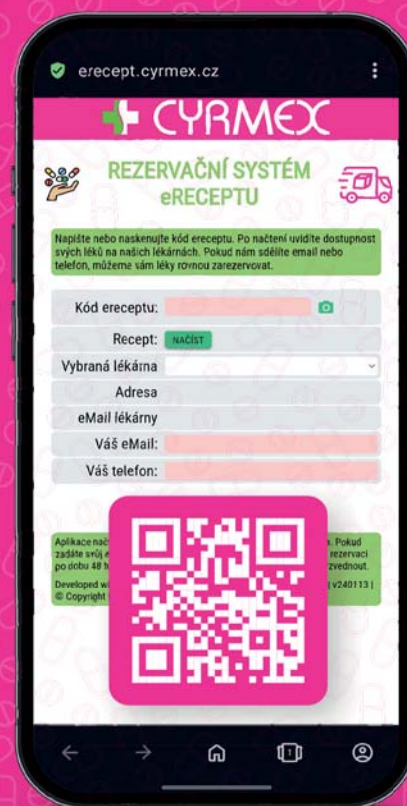 erecept.cyrmex.cz
CYRMEX
REZERVAČNÍ SYSTÉM
eRECEPTU
Napište nebo naskenujte kód ereceptu. Po načtení uvidíte dostupnost
svých léků na našich lékárnách. Pokud nám sdělíte email nebo
telefon, můžeme vám léky rovnou zarezervovat.
Kód ereceptu:
Recept: NAČÍST
Vybraná lékárna
Adresa
eMail lékárny
Váš eMail:
Váš telefon:
Aplikace nač Pokud
zadáte svůj e rezervaci
po dobu 48 h zvednout.
Developed wi | v240113 |
© Copyright
1